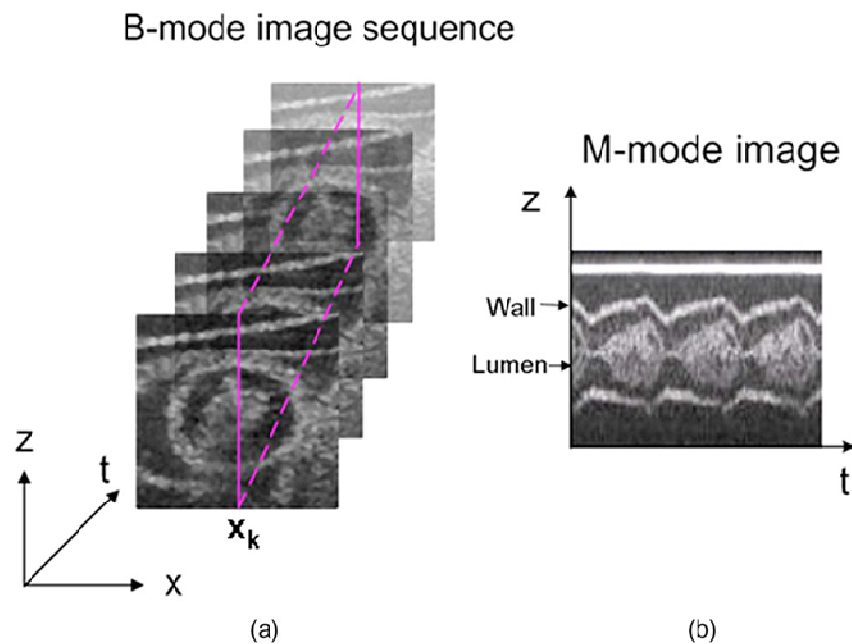 B-mode image sequence
M-mode image
z
Wall
Lumen
t
z
t
x
x_k
(a)
(b)